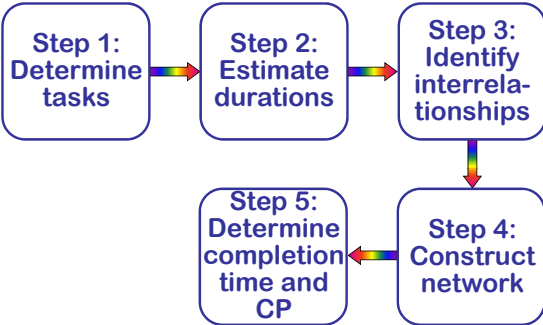 Step 1:
Determine
tasks
Step 2:
Estimate
durations
Step 3:
Identify
interrela-
tionships
Step 4:
Construct
network
Step 5:
Determine
completion
time and
CP